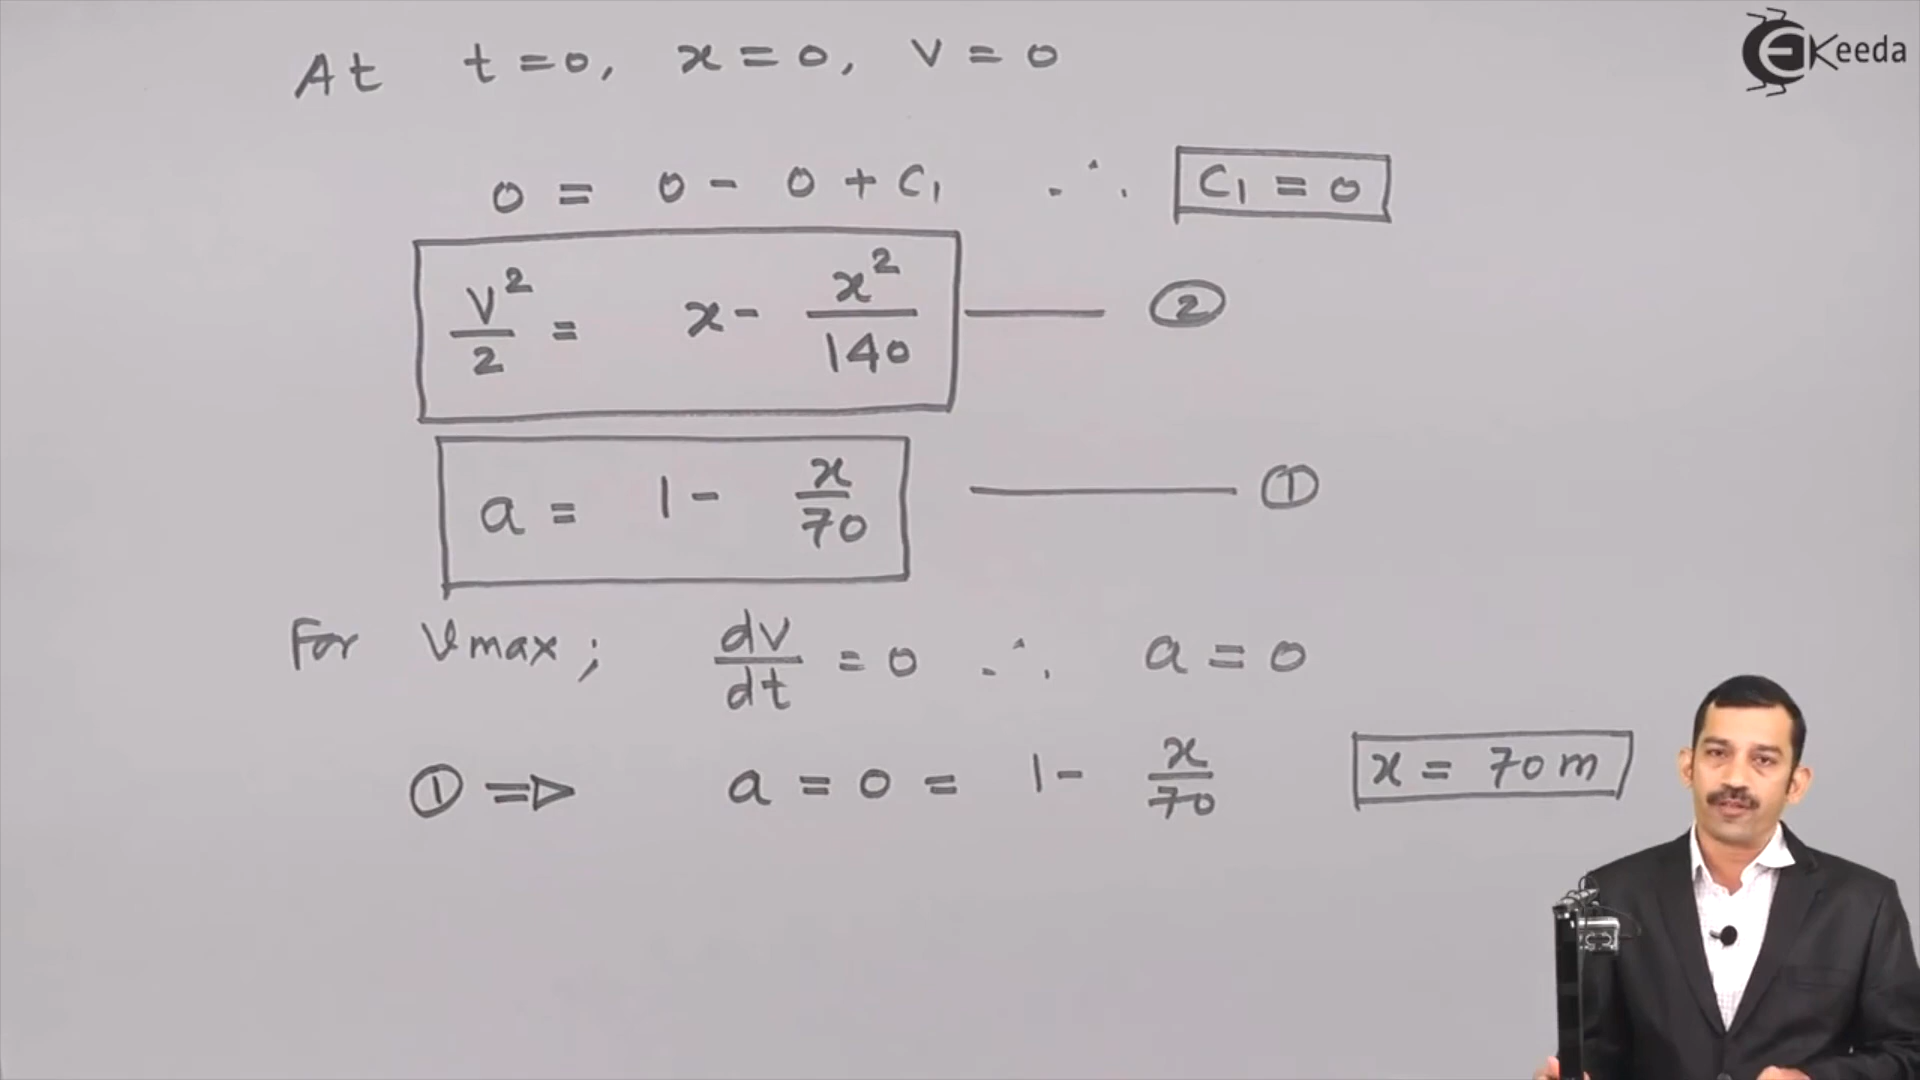 At t=0, x=0, v=0
EKeeda
0 = 0 - 0 + C₁ ∴ C₁ = 0
v²/2 = x - x²/140 —— ②
a = 1 - x/70 —— ①
For Vmax; dv/dt = 0 ∴ a = 0
① ⇒ a = 0 = 1 - x/70 x = 70 m